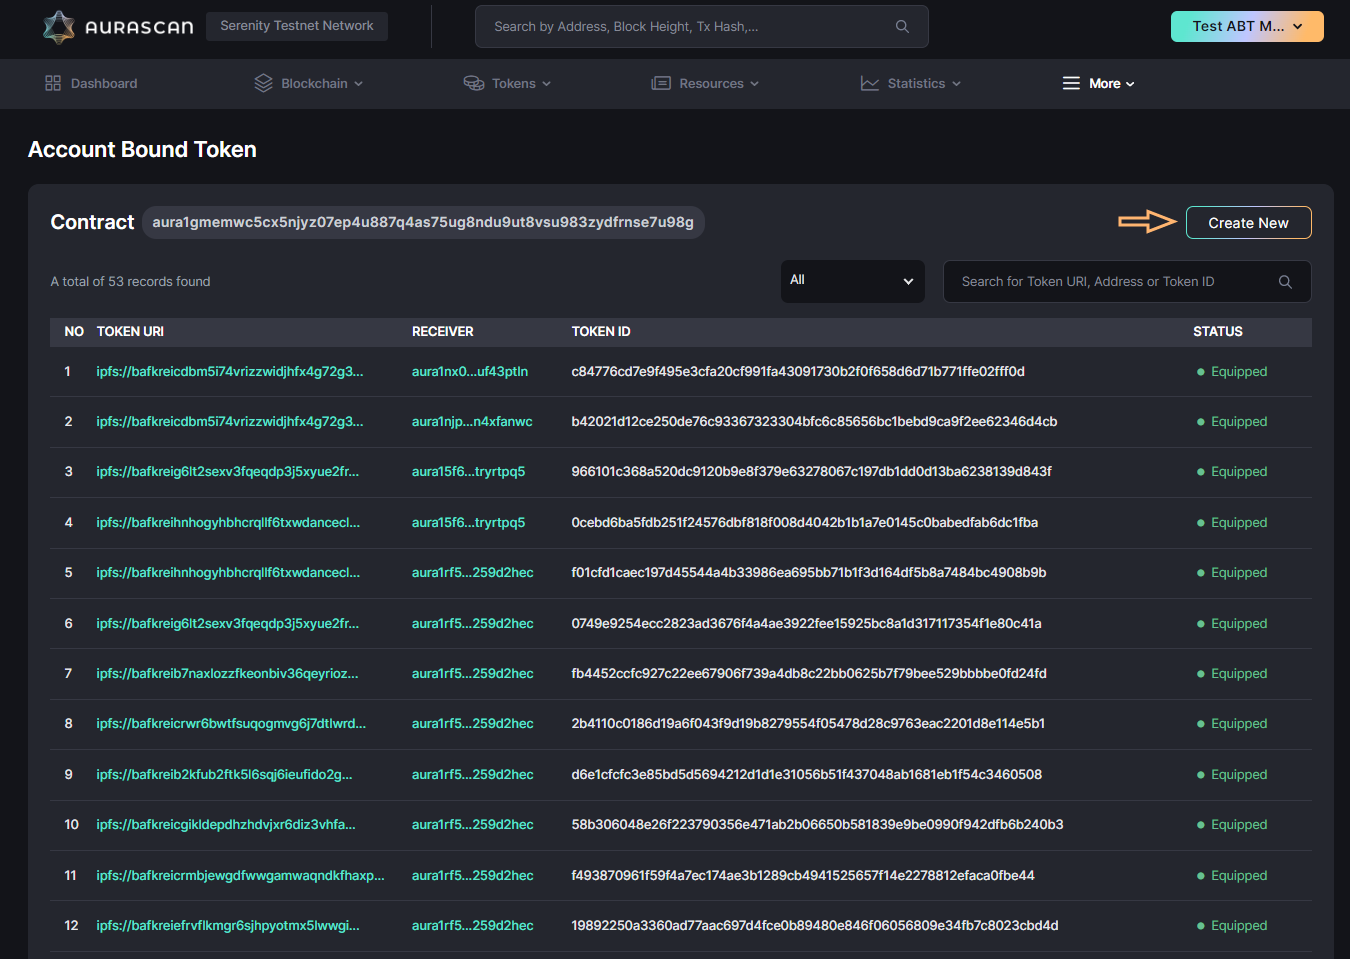 AURASCAN Serenity Testnet Network Search by Address, Block Height, Tx Hash,... Test ABT M...
Dashboard Blockchain Tokens Resources Statistics More
Account Bound Token
Contract aura1gmemwc5cx5njyz07ep4u887q4as75ug8ndu9ut8vsu983zydfrnse7u98g Create New
A total of 53 records found All Search for Token URI, Address or Token ID
NO TOKEN URI RECEIVER TOKEN ID STATUS
1 ipfs://bafkreicdbm5i74vrizzwidjhfx4g72g3... aura1nx0...uf43ptln c84776cd7e9f495e3cfa20cf991fa43091730b2f0f658d6d71b771ffe02fff0d Equipped
2 ipfs://bafkreicdbm5i74vrizzwidjhfx4g72g3... aura1njp...n4xfanwc b42021d12ce250de76c93367323304bfc6c85656bc1bebd9ca9f2ee62346d4cb Equipped
3 ipfs://bafkreig6lt2sexv3fqeqdp3j5xyue2fr... aura15f6...tryrtpq5 966101c368a520dc9120b9e8f379e63278067c197db1dd0d13ba6238139d843f Equipped
4 ipfs://bafkreihnhogyhbhcrqllf6txwdancecl... aura15f6...tryrtpq5 0cebd6ba5fdb251f24576dbf818f008d4042b1b1a7e0145c0babedfab6dc1fba Equipped
5 ipfs://bafkreihnhogyhbhcrqllf6txwdancecl... aura1rf5...259d2hec f01cfd1caec197d45544a4b33986ea695bb71b1f3d164df5b8a7484bc4908b9b Equipped
6 ipfs://bafkreig6lt2sexv3fqeqdp3j5xyue2fr... aura1rf5...259d2hec 0749e9254ecc2823ad3676f4a4ae3922fee15925bc8a1d317117354f1e80c41a Equipped
7 ipfs://bafkreib7naxlozzfkeonbiv36qeyrioz... aura1rf5...259d2hec fb4452ccfc927c22ee67906f739a4db8c22bb0625b7f79bee529bbbbe0fd24fd Equipped
8 ipfs://bafkreicrwr6bwtfsuqogmvg6j7dtlwrd... aura1rf5...259d2hec 2b4110c0186d19a6f043f9d19b8279554f05478d28c9763eac2201d8e114e5b1 Equipped
9 ipfs://bafkreib2kfub2ftk5l6sqj6ieufido2g... aura1rf5...259d2hec d6e1cfcfc3e85bd5d5694212d1d1e31056b51f437048ab1681eb1f54c3460508 Equipped
10 ipfs://bafkreicgikldepdhzhdvjxr6diz3vhfa... aura1rf5...259d2hec 58b306048e26f223790356e471ab2b06650b581839e9be0990f942dfb6b240b3 Equipped
11 ipfs://bafkreicrmbjewgdfwwgamwaqndkfhaxp... aura1rf5...259d2hec f493870961f59f4a7ec174ae3b1289cb4941525657f14e2278812efaca0fbe44 Equipped
12 ipfs://bafkreiefrvflkmgr6sjhpyotmx5lwwgi... aura1rf5...259d2hec 19892250a3360ad77aac697d4fce0b89480e846f06056809e34fb7c8023cbd4d Equipped